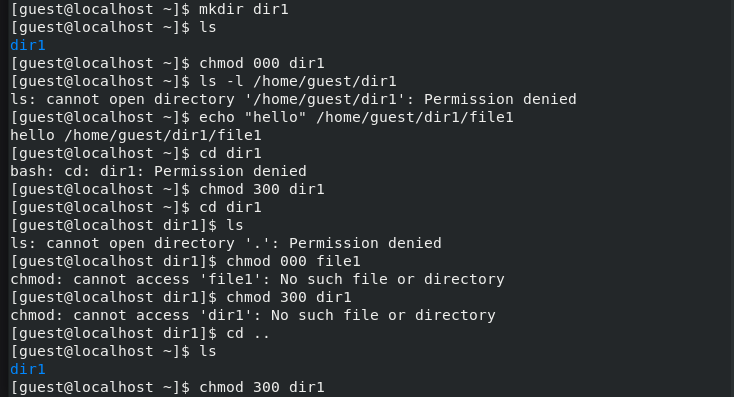 [guest@localhost ~]$ mkdir dir1
[guest@localhost ~]$ ls
dir1
[guest@localhost ~]$ chmod 000 dir1
[guest@localhost ~]$ ls -l /home/guest/dir1
ls: cannot open directory '/home/guest/dir1': Permission denied
[guest@localhost ~]$ echo "hello" /home/guest/dir1/file1
hello /home/guest/dir1/file1
[guest@localhost ~]$ cd dir1
bash: cd: dir1: Permission denied
[guest@localhost ~]$ chmod 300 dir1
[guest@localhost ~]$ cd dir1
[guest@localhost dir1]$ ls
ls: cannot open directory '.': Permission denied
[guest@localhost dir1]$ chmod 000 file1
chmod: cannot access 'file1': No such file or directory
[guest@localhost dir1]$ chmod 300 dir1
chmod: cannot access 'dir1': No such file or directory
[guest@localhost dir1]$ cd ..
[guest@localhost ~]$ ls
dir1
[guest@localhost ~]$ chmod 300 dir1